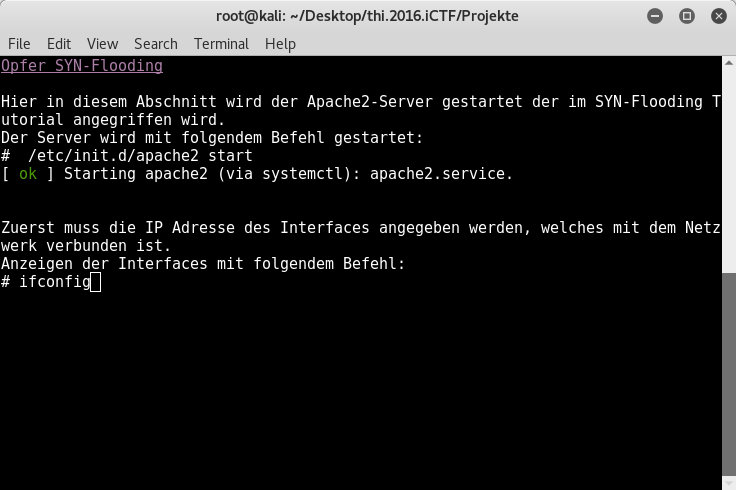 root@kali: ~/Desktop/thi.2016.iCTF/Projekte
File Edit View Search Terminal Help
Opfer SYN-Flooding
Hier in diesem Abschnitt wird der Apache2-Server gestartet der im SYN-Flooding T
utorial angegriffen wird.
Der Server wird mit folgendem Befehl gestartet:
#  /etc/init.d/apache2 start
[ ok ] Starting apache2 (via systemctl): apache2.service.
Zuerst muss die IP Adresse des Interfaces angegeben werden, welches mit dem Netz
werk verbunden ist.
Anzeigen der Interfaces mit folgendem Befehl:
# ifconfig